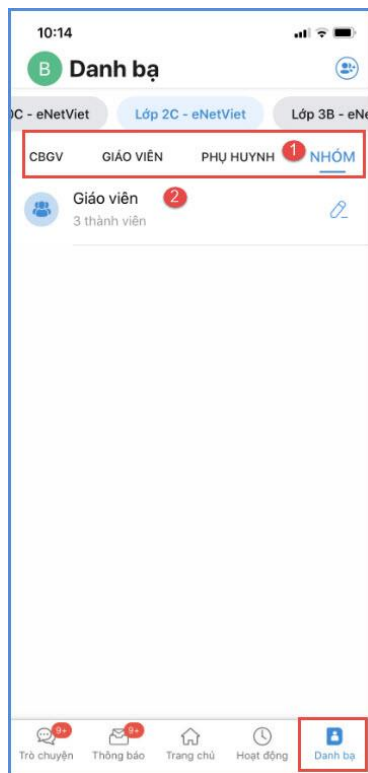 10:14
B Danh bạ
C - eNetViet Lớp 2C - eNetViet Lớp 3B - eNe
CBGV GIÁO VIÊN PHỤ HUYNH 1 NHÓM
Giáo viên 2
3 thành viên
9+ 9+
Trò chuyện Thông báo Trang chủ Hoạt động Danh bạ